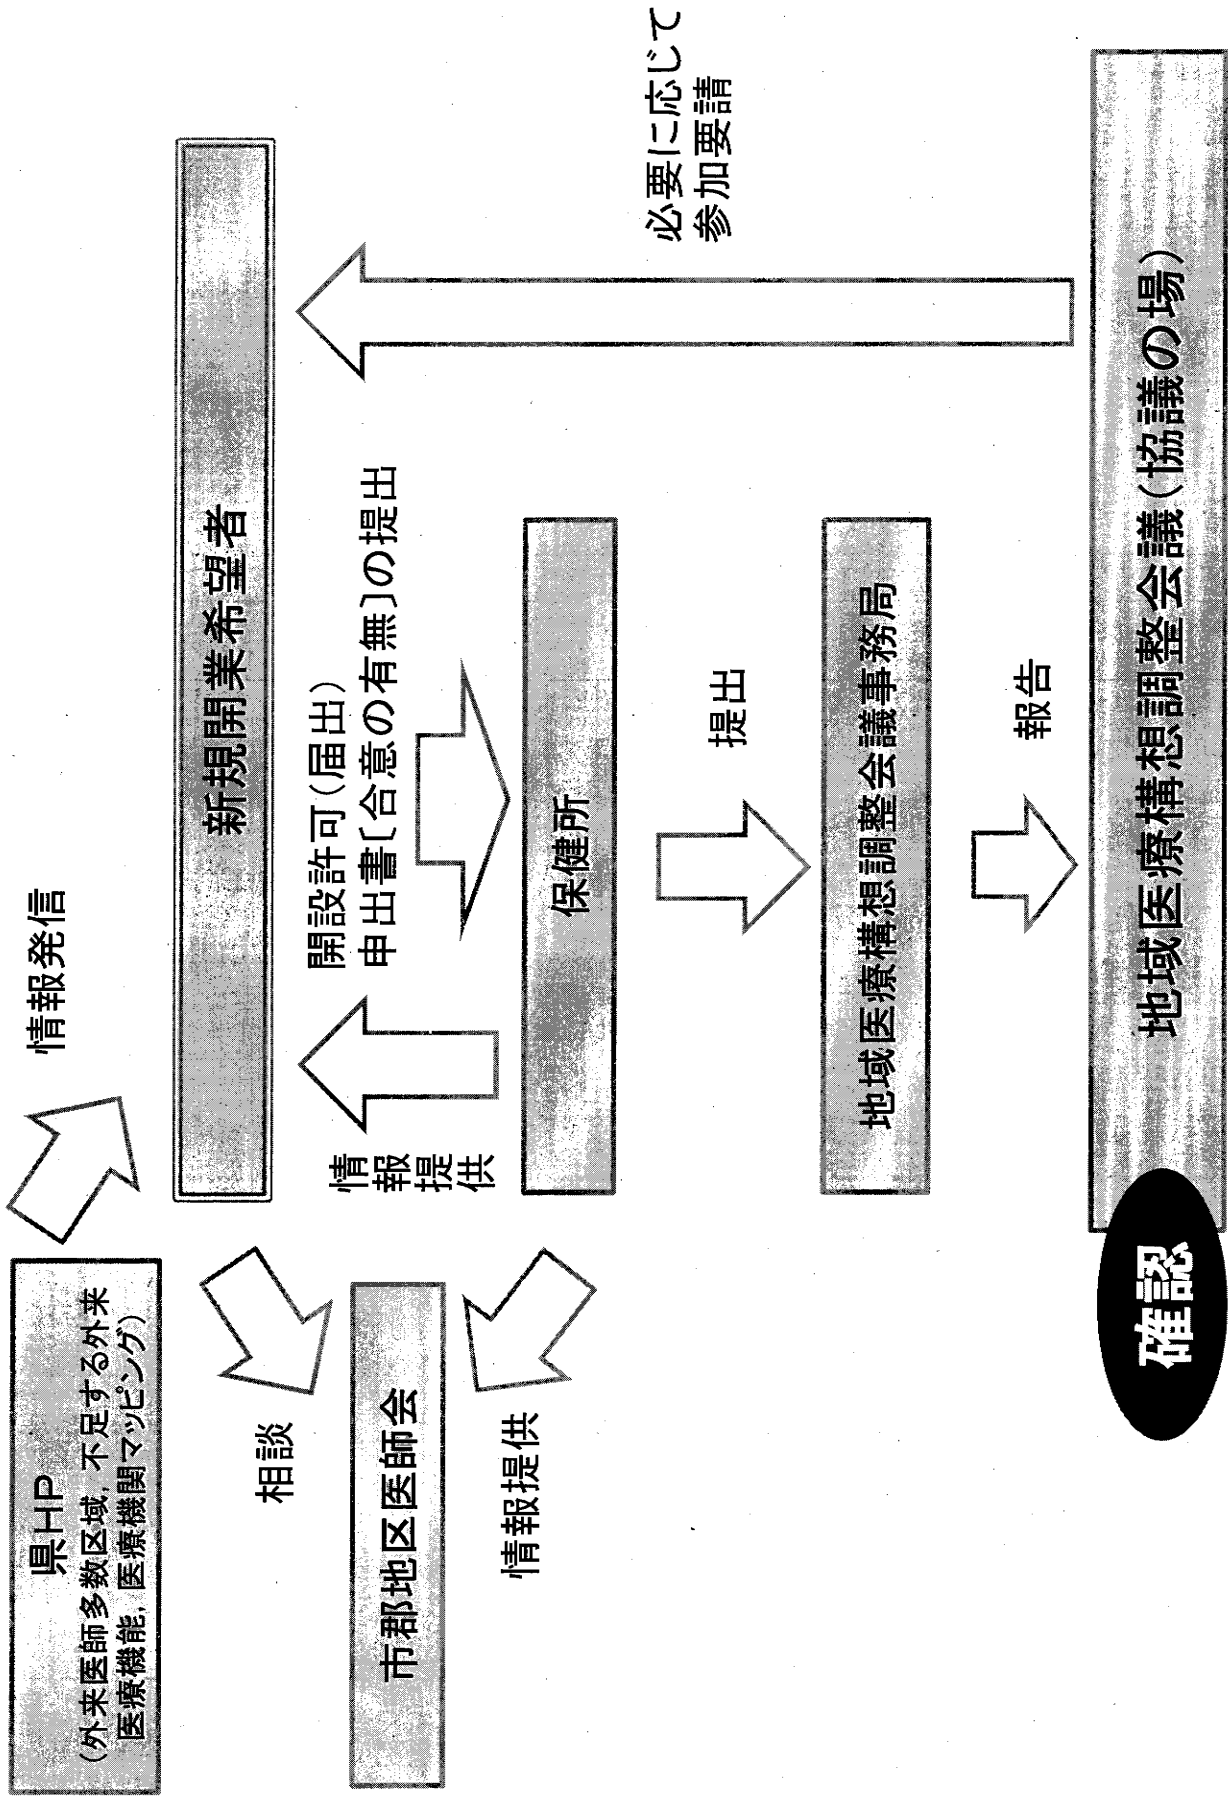 県HP
(外来医師多数区域,不足する外来
医療機能,医療機関マッピング)
情報発信
新規開業希望者
相談
情報
提供
開設許可(届出)
申出書〔合意の有無〕の提出
必要に応じて
参加要請
市郡地区医師会
情報提供
保健所
提出
地域医療構想調整会議事務局
報告
確認
地域医療構想調整会議(協議の場)